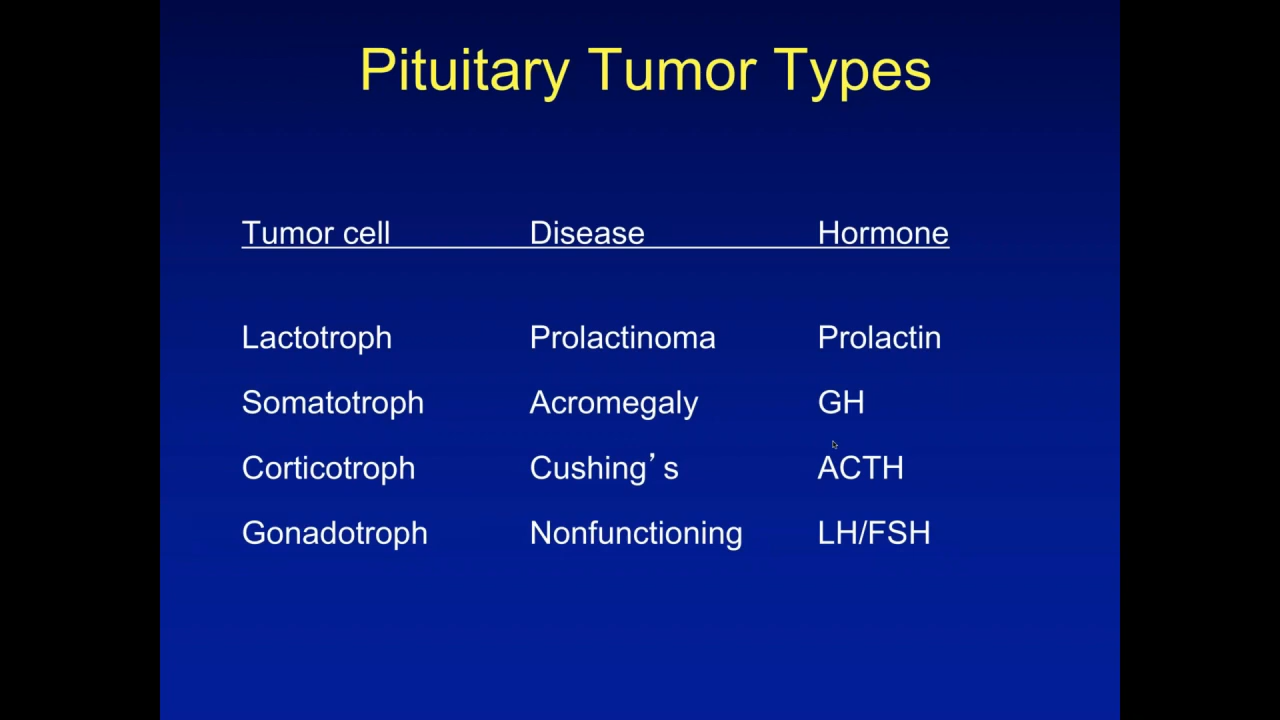 Pituitary Tumor Types
Tumor cell Disease Hormone
Lactotroph Prolactinoma Prolactin
Somatotroph Acromegaly GH
Corticotroph Cushing’s ACTH
Gonadotroph Nonfunctioning LH/FSH